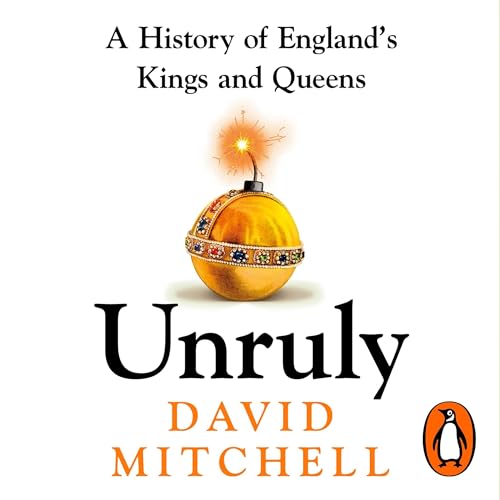 A History of England’s
Kings and Queens
Unruly
DAVID
MITCHELL